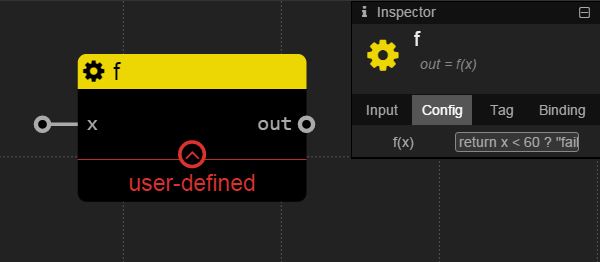 f
x
out
user-defined
Inspector
f
out = f(x)
Input Config Tag Binding
f(x) return x < 60 ? "fail